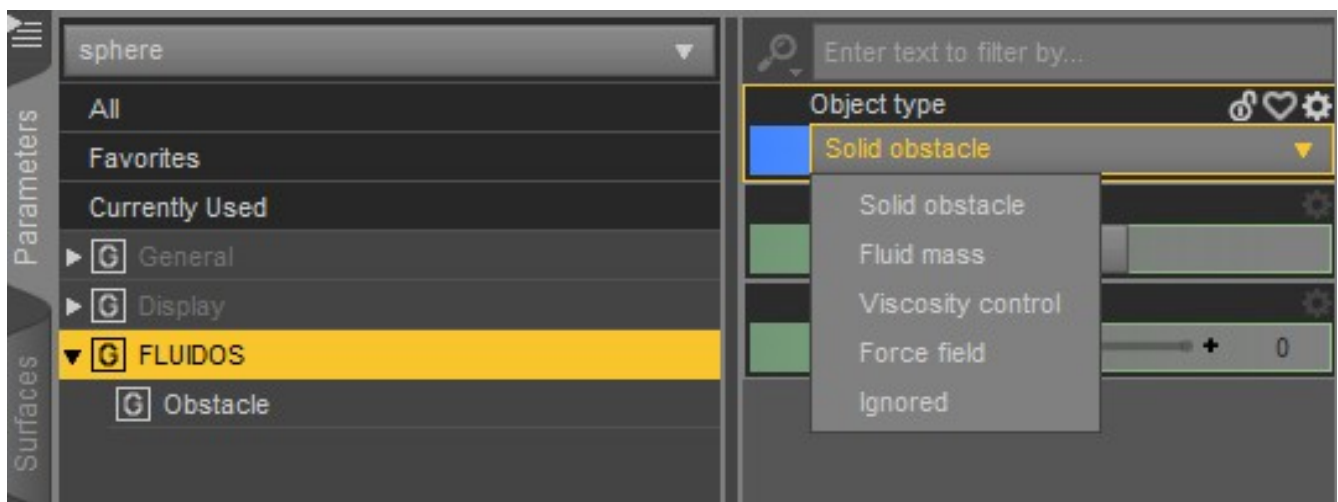 Parameters
Surfaces
sphere
All
Favorites
Currently Used
G General
G Display
G FLUIDOS
G Obstacle
Enter text to filter by...
Object type
Solid obstacle
Solid obstacle
Fluid mass
Viscosity control
Force field
Ignored
0